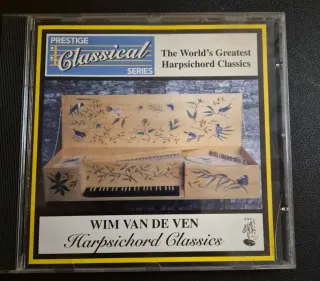 PRESTIGE
Classical
SERIES
The World's Greatest
Harpsichord Classics
WIM VAN DE VEN
Harpsichord Classics